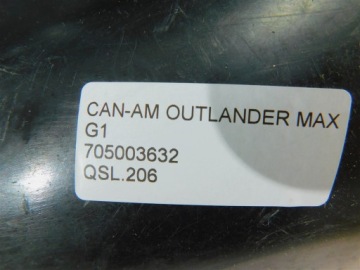 CAN-AM OUTLANDER MAX
G1
705003632
QSL.206